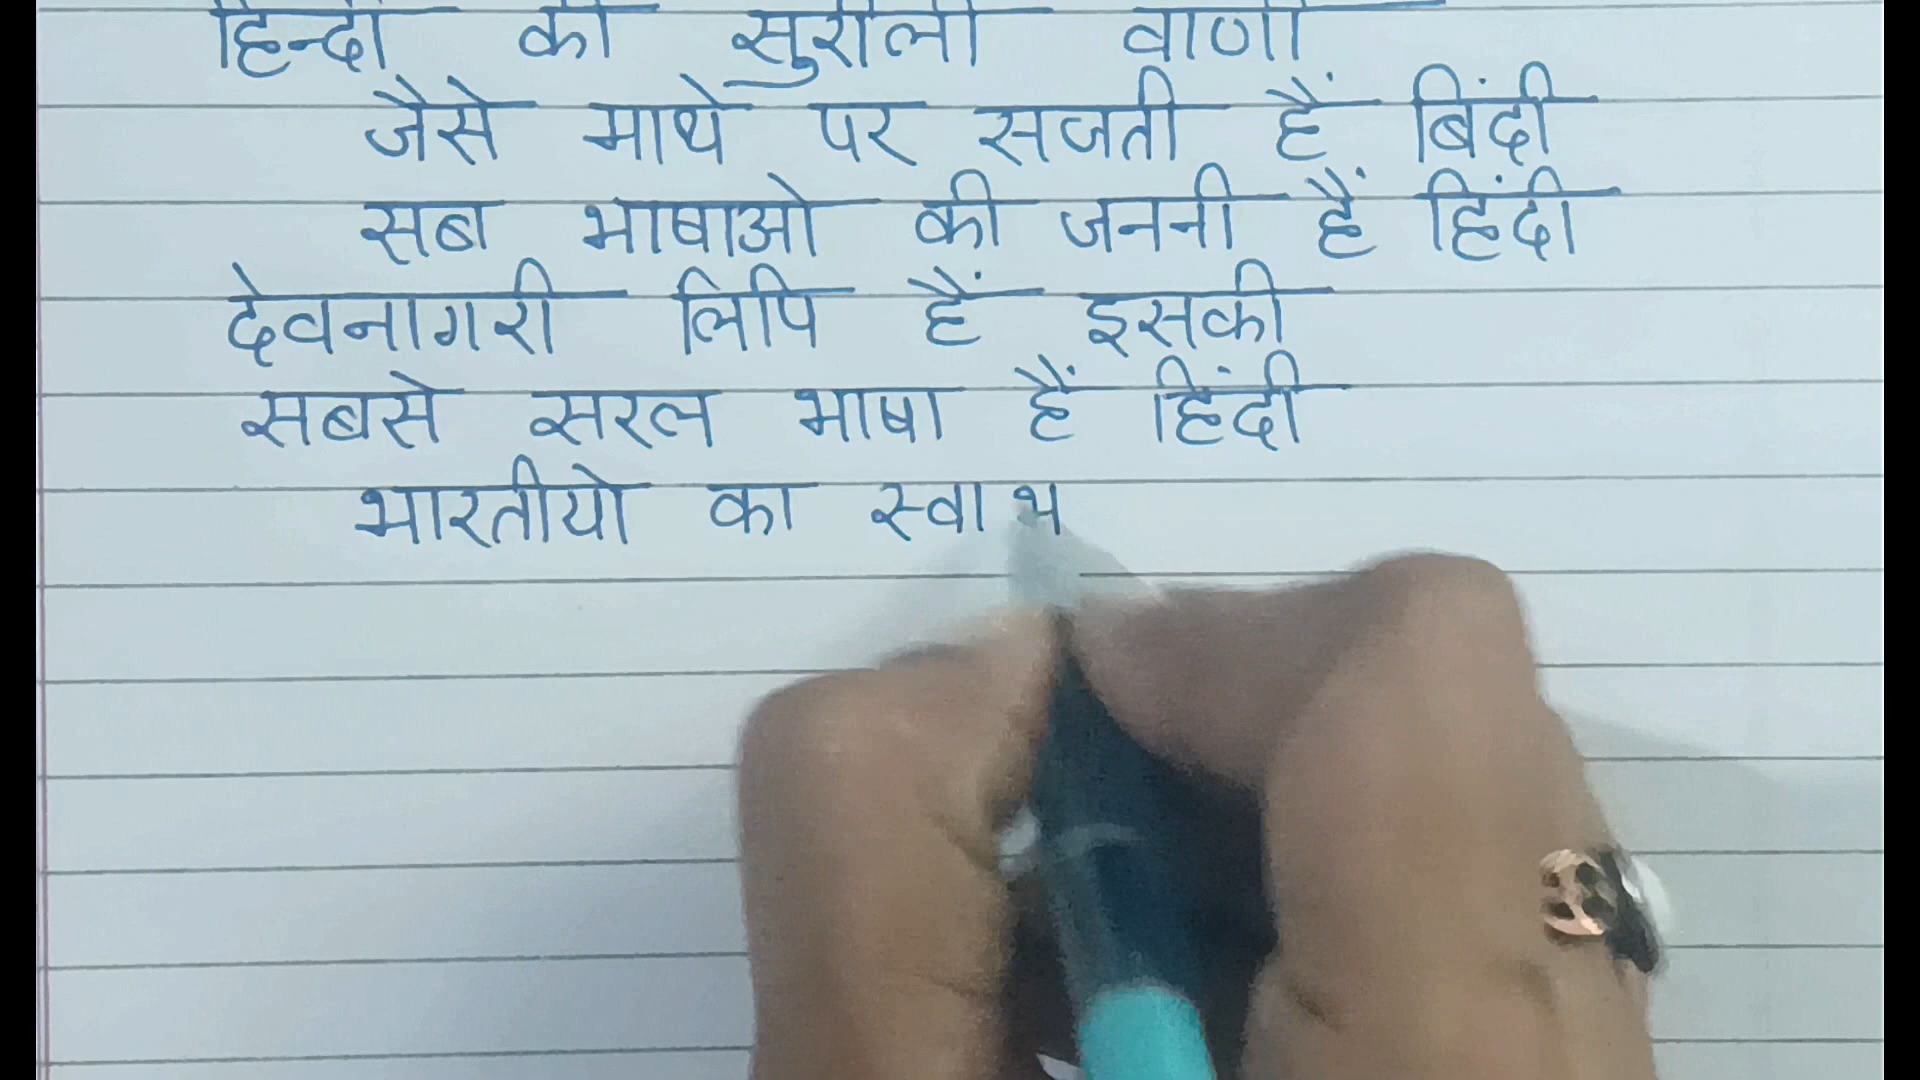 हिन्दी की सुरीली वाणी
जैसे माथे पर सजती हैं बिंदी
सब भाषाओ की जननी हैं हिंदी
देवनागरी लिपि हैं इसकी
सबसे सरल भाषा हैं हिंदी
भारतीयो का स्वाभ